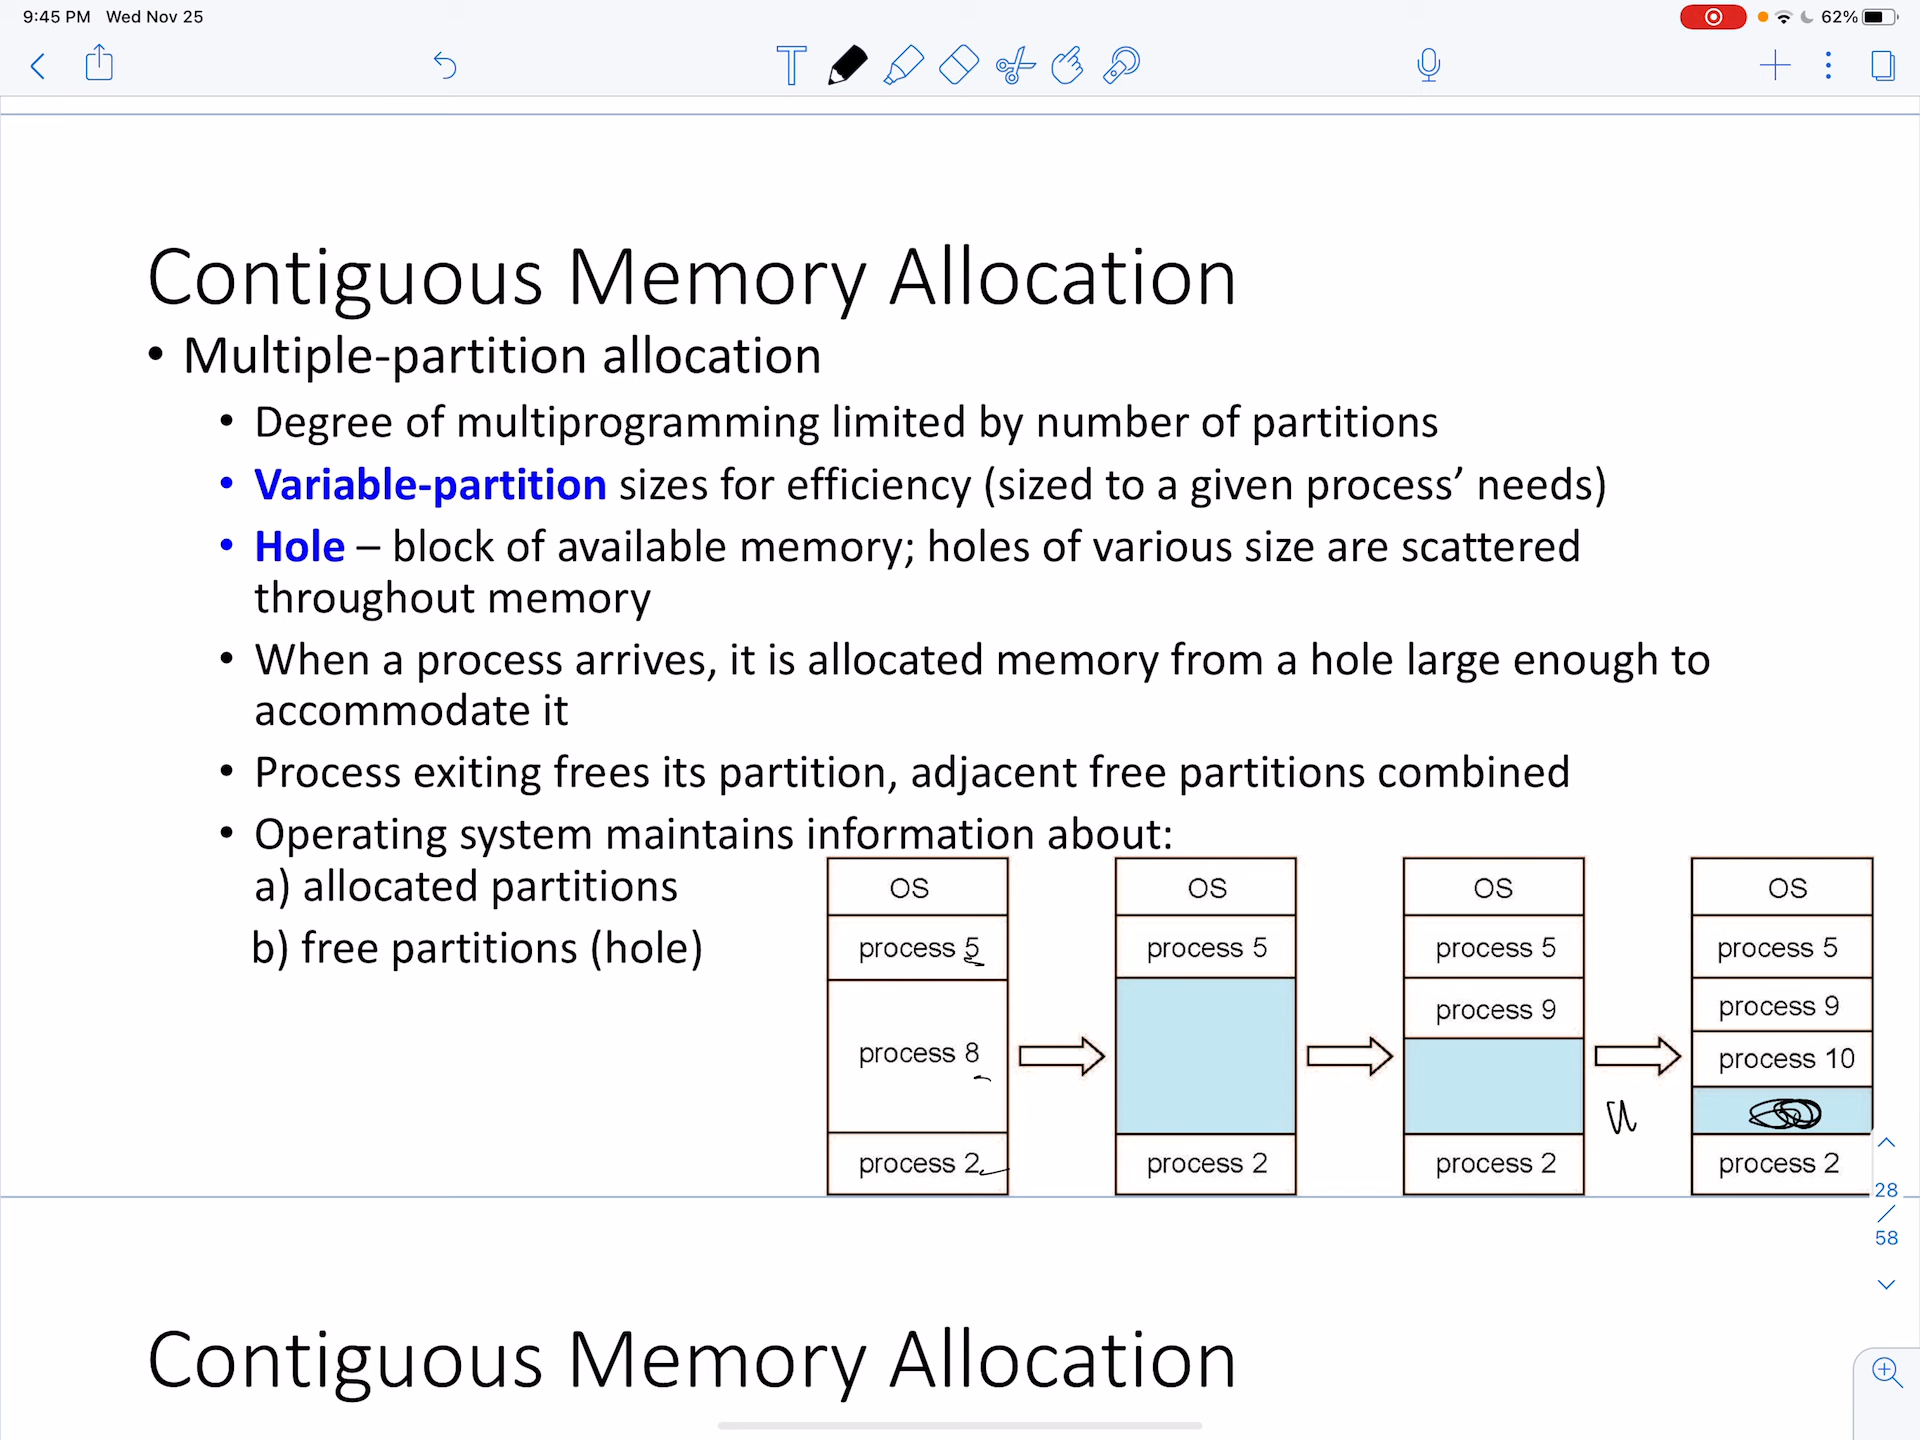 9:45 PM Wed Nov 25
62%
Contiguous Memory Allocation
• Multiple-partition allocation
• Degree of multiprogramming limited by number of partitions
• Variable-partition sizes for efficiency (sized to a given process’ needs)
• Hole – block of available memory; holes of various size are scattered
throughout memory
• When a process arrives, it is allocated memory from a hole large enough to
accommodate it
• Process exiting frees its partition, adjacent free partitions combined
• Operating system maintains information about:
a) allocated partitions
b) free partitions (hole)
OS
process 5
process 8
process 2
OS
process 5
process 2
OS
process 5
process 9
process 2
OS
process 5
process 9
process 10
process 2
28
/
58
Contiguous Memory Allocation